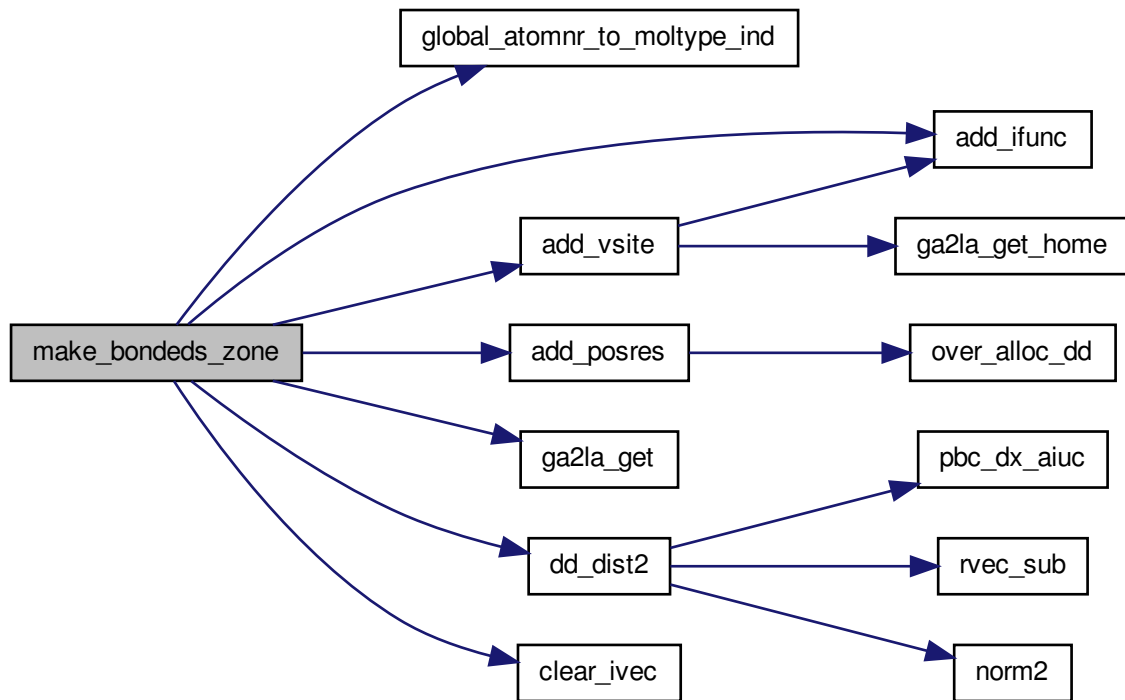 global_atomnr_to_moltype_ind
add_ifunc
add_vsite
ga2la_get_home
make_bondeds_zone
add_posres
over_alloc_dd
ga2la_get
pbc_dx_aiuc
dd_dist2
rvec_sub
clear_ivec
norm2